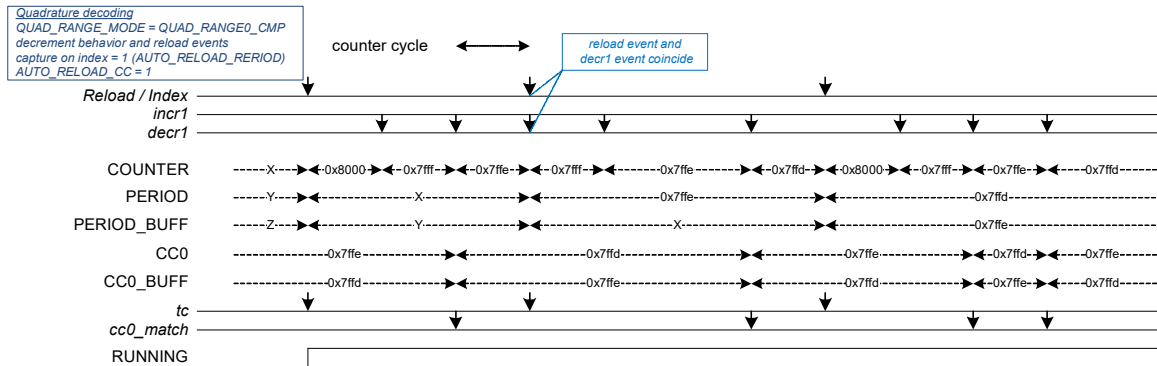 Quadrature decoding
QUAD_RANGE_MODE = QUAD_RANGE0_CMP
decrement behavior and reload events
capture on index = 1 (AUTO_RELOAD_RERIOD)
AUTO_RELOAD_CC = 1
counter cycle
reload event and
decr1 event coincide
Reload / Index
incr1
decr1
COUNTER X 0x8000 0x7fff 0x7ffe 0x7fff 0x7ffe 0x7ffd 0x8000 0x7fff 0x7ffe 0x7ffd
PERIOD Y X 0x7ffe 0x7ffd
PERIOD_BUFF Z Y X 0x7ffe
CC0 0x7ffe 0x7ffd 0x7ffe 0x7ffd 0x7ffe
CC0_BUFF 0x7ffd 0x7ffe 0x7ffd 0x7ffe 0x7ffd
tc
cc0_match
RUNNING